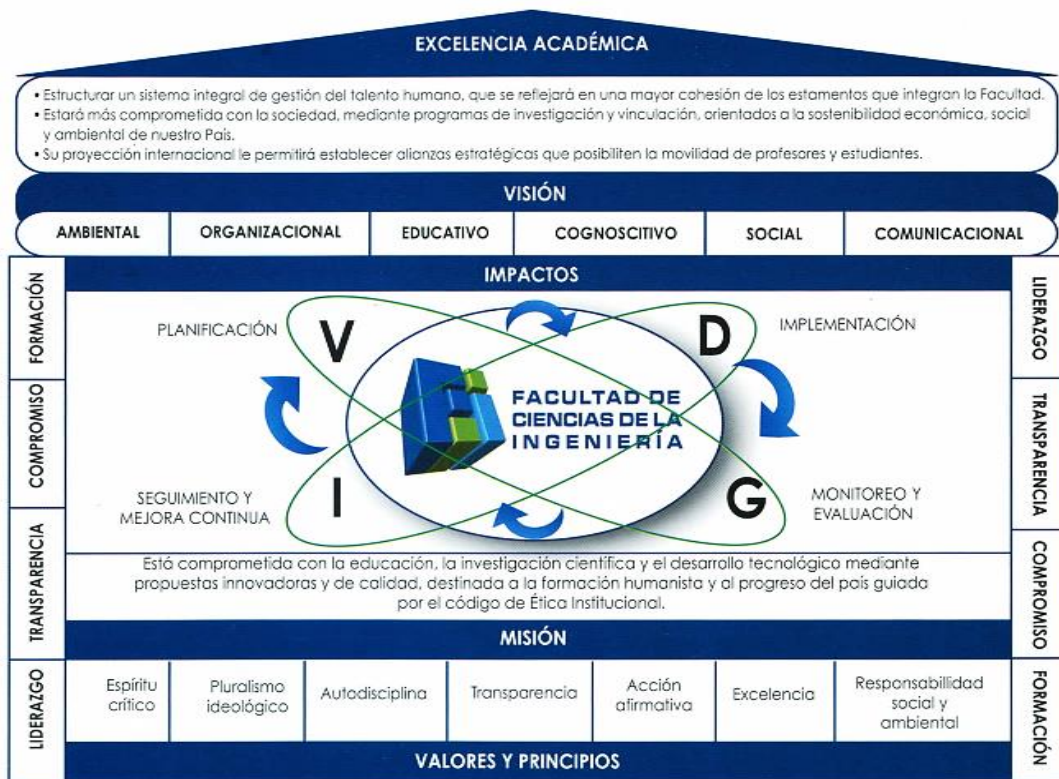 EXCELENCIA ACADÉMICA
• Estructurar un sistema integral de gestión del talento humano, que se reflejará en una mayor cohesión de los estamentos que integran la Facultad.
• Estará más comprometida con la sociedad, mediante programas de investigación y vinculación, orientados a la sostenibilidad económica, social
y ambiental de nuestro País.
• Su proyección internacional le permitirá establecer alianzas estratégicas que posibiliten la movilidad de profesores y estudiantes.
VISIÓN
AMBIENTAL
ORGANIZACIONAL
EDUCATIVO
COGNOSCITIVO
SOCIAL
COMUNICACIONAL
IMPACTOS
FORMACIÓN
COMPROMISO
TRANSPARENCIA
LIDERAZGO
PLANIFICACIÓN
V
D
IMPLEMENTACIÓN
FACULTAD DE
CIENCIAS DE LA
INGENIERÍA
SEGUIMIENTO Y
MEJORA CONTINUA
I
G
MONITOREO Y
EVALUACIÓN
LIDERAZGO
TRANSPARENCIA
COMPROMISO
FORMACIÓN
Está comprometida con la educación, la investigación científica y el desarrollo tecnológico mediante
propuestas innovadoras y de calidad, destinada a la formación humanista y al progreso del país guiada
por el código de Ética Institucional.
MISIÓN
Espíritu
crítico
Pluralismo
ideológico
Autodisciplina
Transparencia
Acción
afirmativa
Excelencia
Responsabilidad
social y
ambiental
VALORES Y PRINCIPIOS